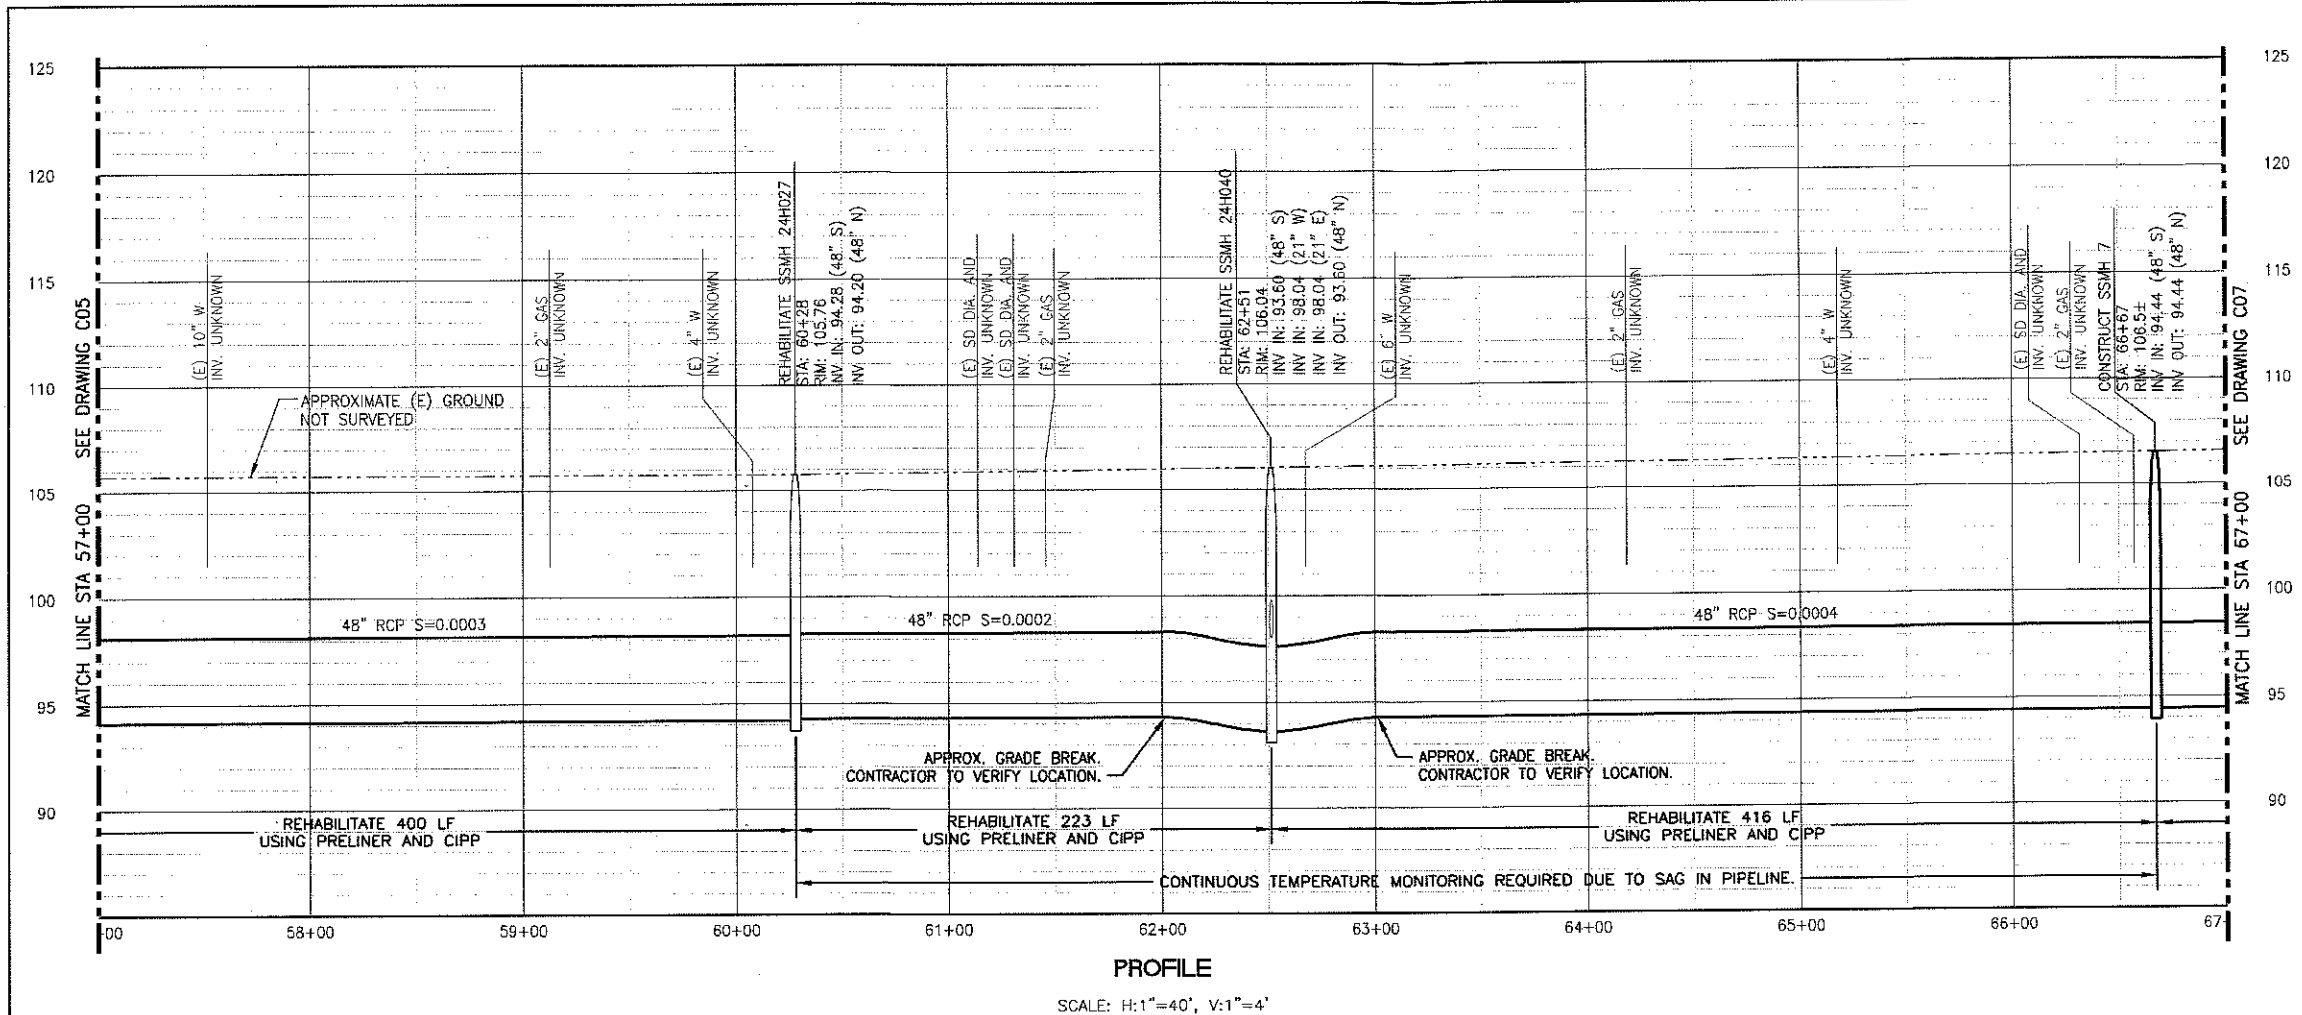 125
120
115
110
105
100
95
90
125
120
115
110
105
100
95
90
MATCH LINE STA 57+00 SEE DRAWING C05
MATCH LINE STA 67+00 SEE DRAWING C07
(E) 10" W
INV. UNKNOWN
(E) 2" GAS
INV. UNKNOWN
(E) 4" W
INV. UNKNOWN
REHABILITATE SSMH 24H027
STA: 60+28
RIM: 105.76
INV. IN: 94.28 (48" S)
INV OUT: 94.20 (48" N)
(E) SD DIA. AND
INV. UNKNOWN
(E) SD DIA. AND
INV. UNKNOWN
(E) 2" GAS
INV. UNKNOWN
REHABILITATE SSMH 24H040
STA: 62+51
RIM: 106.04
INV IN: 93.60 (48" S)
INV IN: 98.04 (21" W)
INV IN: 98.04 (21" E)
INV OUT: 93.60 (48" N)
(E) 6" W
INV. UNKNOWN
(E) 2" GAS
INV. UNKNOWN
(E) 4" W
INV. UNKNOWN
(E) SD DIA. AND
INV. UNKNOWN
(E) 2" GAS
INV. UNKNOWN
CONSTRUCT SSMH 7
STA: 66+67
RIM: 106.5±
INV IN: 94.44 (48" S)
INV OUT: 94.44 (48" N)
APPROXIMATE (E) GROUND
NOT SURVEYED
48" RCP S=0.0003
48" RCP S=0.0002
48" RCP S=0.0004
APPROX. GRADE BREAK.
CONTRACTOR TO VERIFY LOCATION.
APPROX. GRADE BREAK.
CONTRACTOR TO VERIFY LOCATION.
REHABILITATE 400 LF
USING PRELINER AND CIPP
REHABILITATE 223 LF
USING PRELINER AND CIPP
REHABILITATE 416 LF
USING PRELINER AND CIPP
CONTINUOUS TEMPERATURE MONITORING REQUIRED DUE TO SAG IN PIPELINE.
+00
58+00
59+00
60+00
61+00
62+00
63+00
64+00
65+00
66+00
67+
PROFILE
SCALE: H:1"=40', V:1"=4'